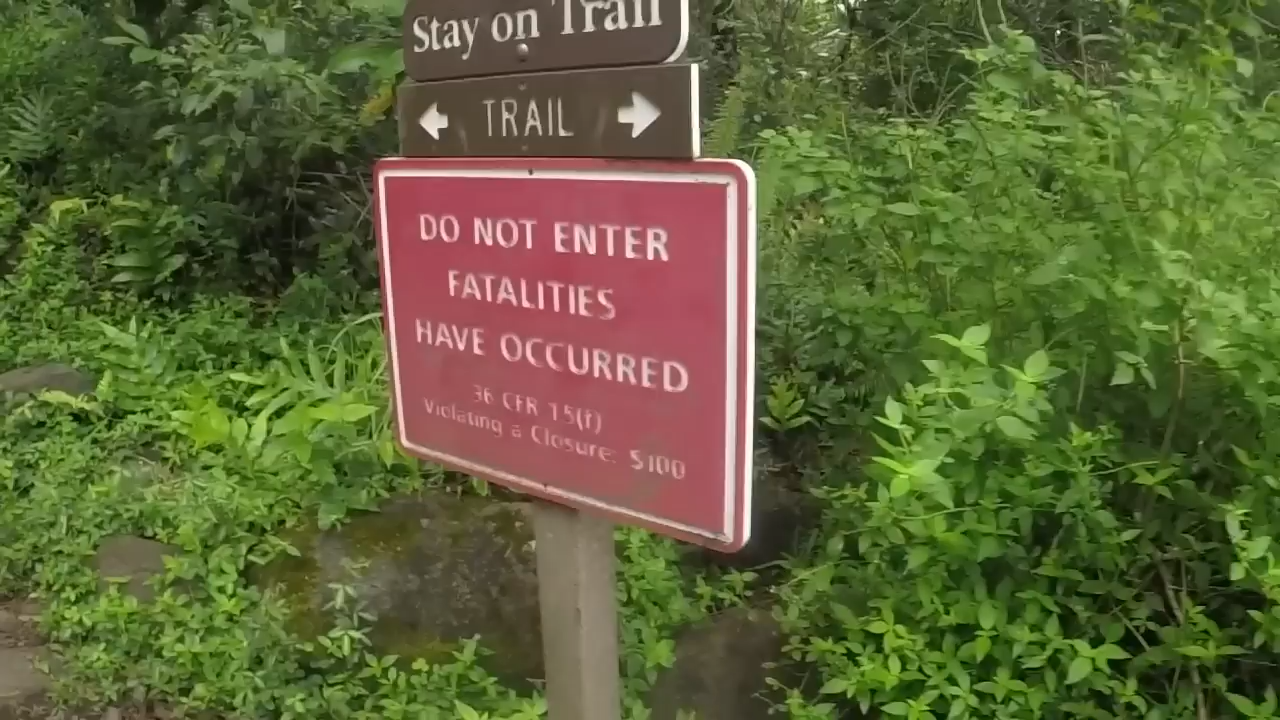 Stay on Trail
TRAIL
DO NOT ENTER
FATALITIES
HAVE OCCURRED
36 CFR 1.5(f)
Violating a Closure: $100